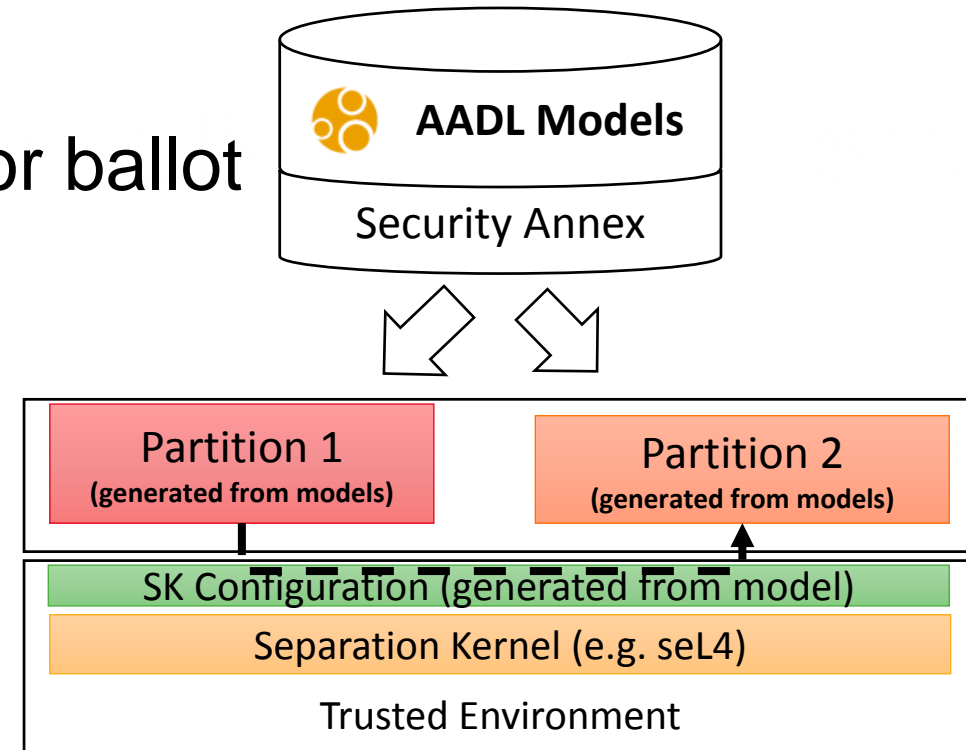 AADL Models
or ballot
Security Annex
Partition 1
(generated from models)
Partition 2
(generated from models)
SK Configuration (generated from model)
Separation Kernel (e.g. seL4)
Trusted Environment